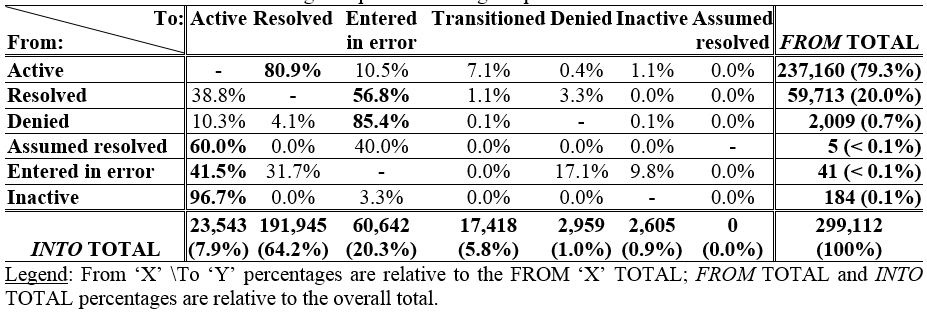 To: Active Resolved Entered in error Transitioned Denied Inactive Assumed resolved FROM TOTAL
From:
Active - 80.9% 10.5% 7.1% 0.4% 1.1% 0.0% 237,160 (79.3%)
Resolved 38.8% - 56.8% 1.1% 3.3% 0.0% 0.0% 59,713 (20.0%)
Denied 10.3% 4.1% 85.4% 0.1% - 0.1% 0.0% 2,009 (0.7%)
Assumed resolved 60.0% 0.0% 40.0% 0.0% 0.0% 0.0% - 5 (< 0.1%)
Entered in error 41.5% 31.7% - 0.0% 17.1% 9.8% 0.0% 41 (< 0.1%)
Inactive 96.7% 0.0% 3.3% 0.0% 0.0% - 0.0% 184 (0.1%)
23,543 191,945 60,642 17,418 2,959 2,605 0 299,112
INTO TOTAL (7.9%) (64.2%) (20.3%) (5.8%) (1.0%) (0.9%) (0.0%) (100%)
Legend: From ‘X’ \To ‘Y’ percentages are relative to the FROM ‘X’ TOTAL; FROM TOTAL and INTO
TOTAL percentages are relative to the overall total.